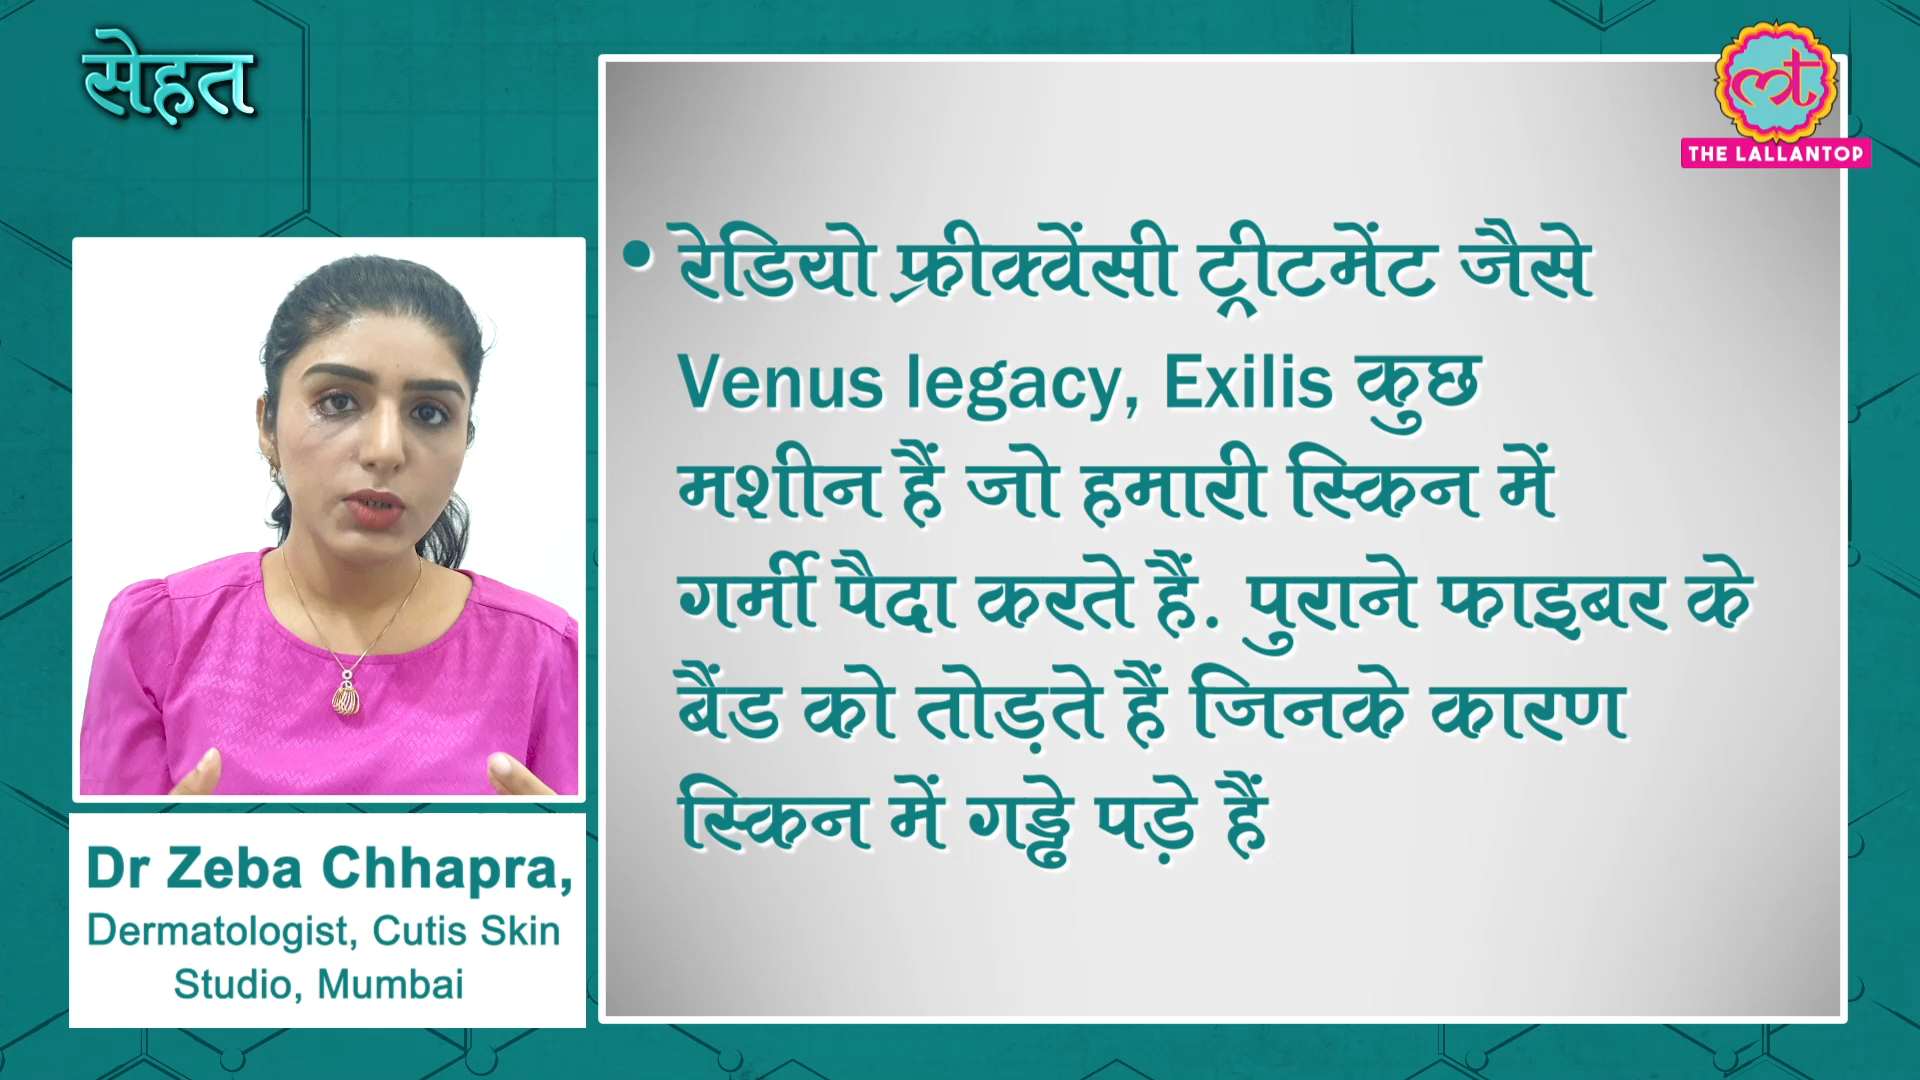 सेहत
THE LALLANTOP
• रेडियो फ्रीक्वेंसी ट्रीटमेंट जैसे
Venus legacy, Exilis कुछ
मशीन हैं जो हमारी स्किन में
गर्मी पैदा करते हैं. पुराने फाइबर के
बैंड को तोड़ते हैं जिनके कारण
स्किन में गड्ढे पड़े हैं
Dr Zeba Chhapra,
Dermatologist, Cutis Skin
Studio, Mumbai